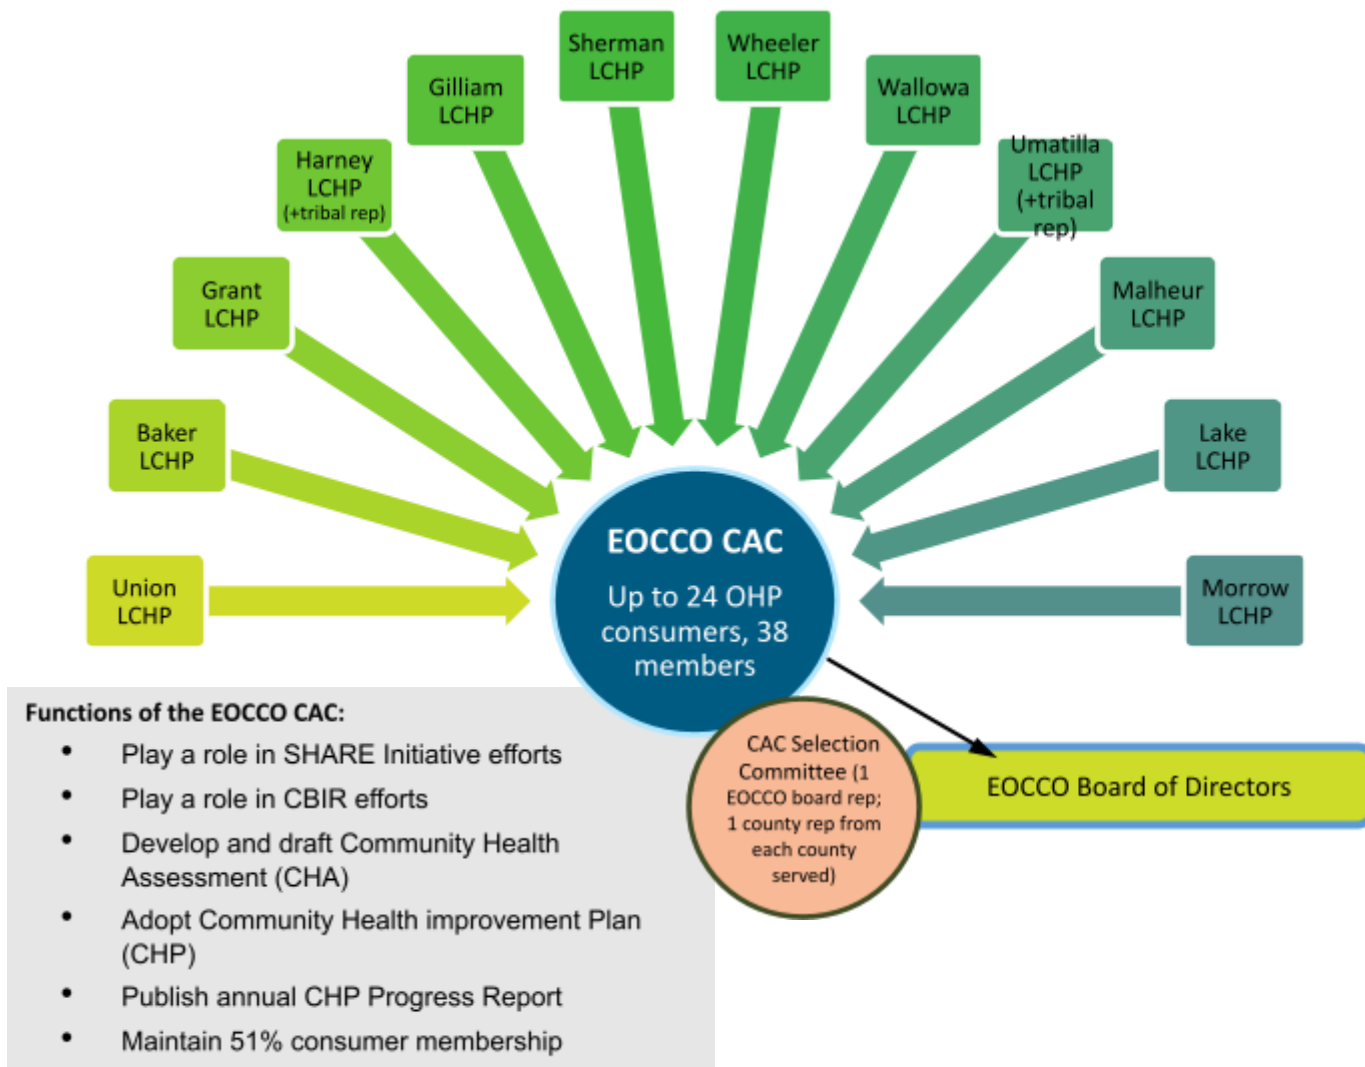 Sherman
LCHP
Wheeler
LCHP
Gilliam
LCHP
Wallowa
LCHP
Harney
LCHP
(+tribal rep)
Umatilla
LCHP
(+tribal
rep)
Grant
LCHP
Malheur
LCHP
Baker
LCHP
Lake
LCHP
Union
LCHP
Morrow
LCHP
EOCCO CAC
Up to 24 OHP
consumers, 38
members
CAC Selection
Committee (1
EOCCO board rep;
1 county rep from
each county
served)
EOCCO Board of Directors
Functions of the EOCCO CAC:
• Play a role in SHARE Initiative efforts
• Play a role in CBIR efforts
• Develop and draft Community Health
Assessment (CHA)
• Adopt Community Health improvement Plan
(CHP)
• Publish annual CHP Progress Report
• Maintain 51% consumer membership